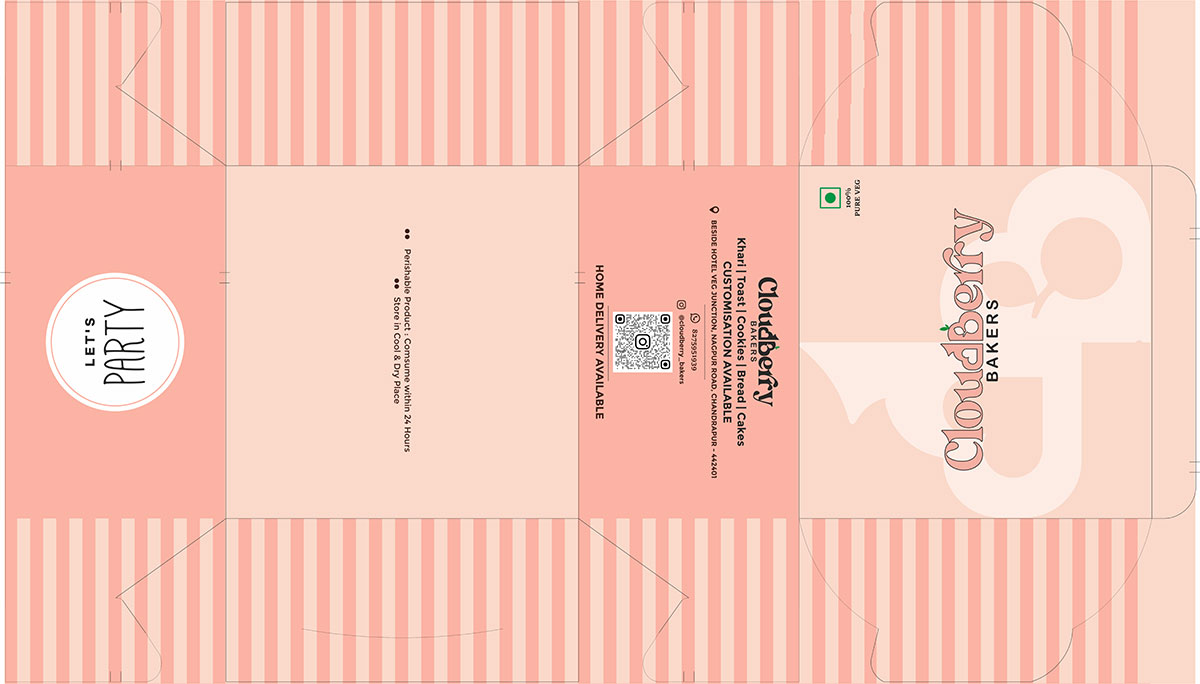 LET'S
PARTY
Perishable Product : Comsume within 24 Hours
Store in Cool & Dry Place
CloudBerry
BAKERS
Khari | Toast | Cookies | Bread | Cakes
CUSTOMISATION AVAILABLE
BESIDE HOTEL VEG JUNCTION, NAGPUR ROAD, CHANDRAPUR - 442401
8275951939
@cloudberry_bakers
HOME DELIVERY AVAILABLE
100%
PURE VEG
CloudBerry
BAKERS